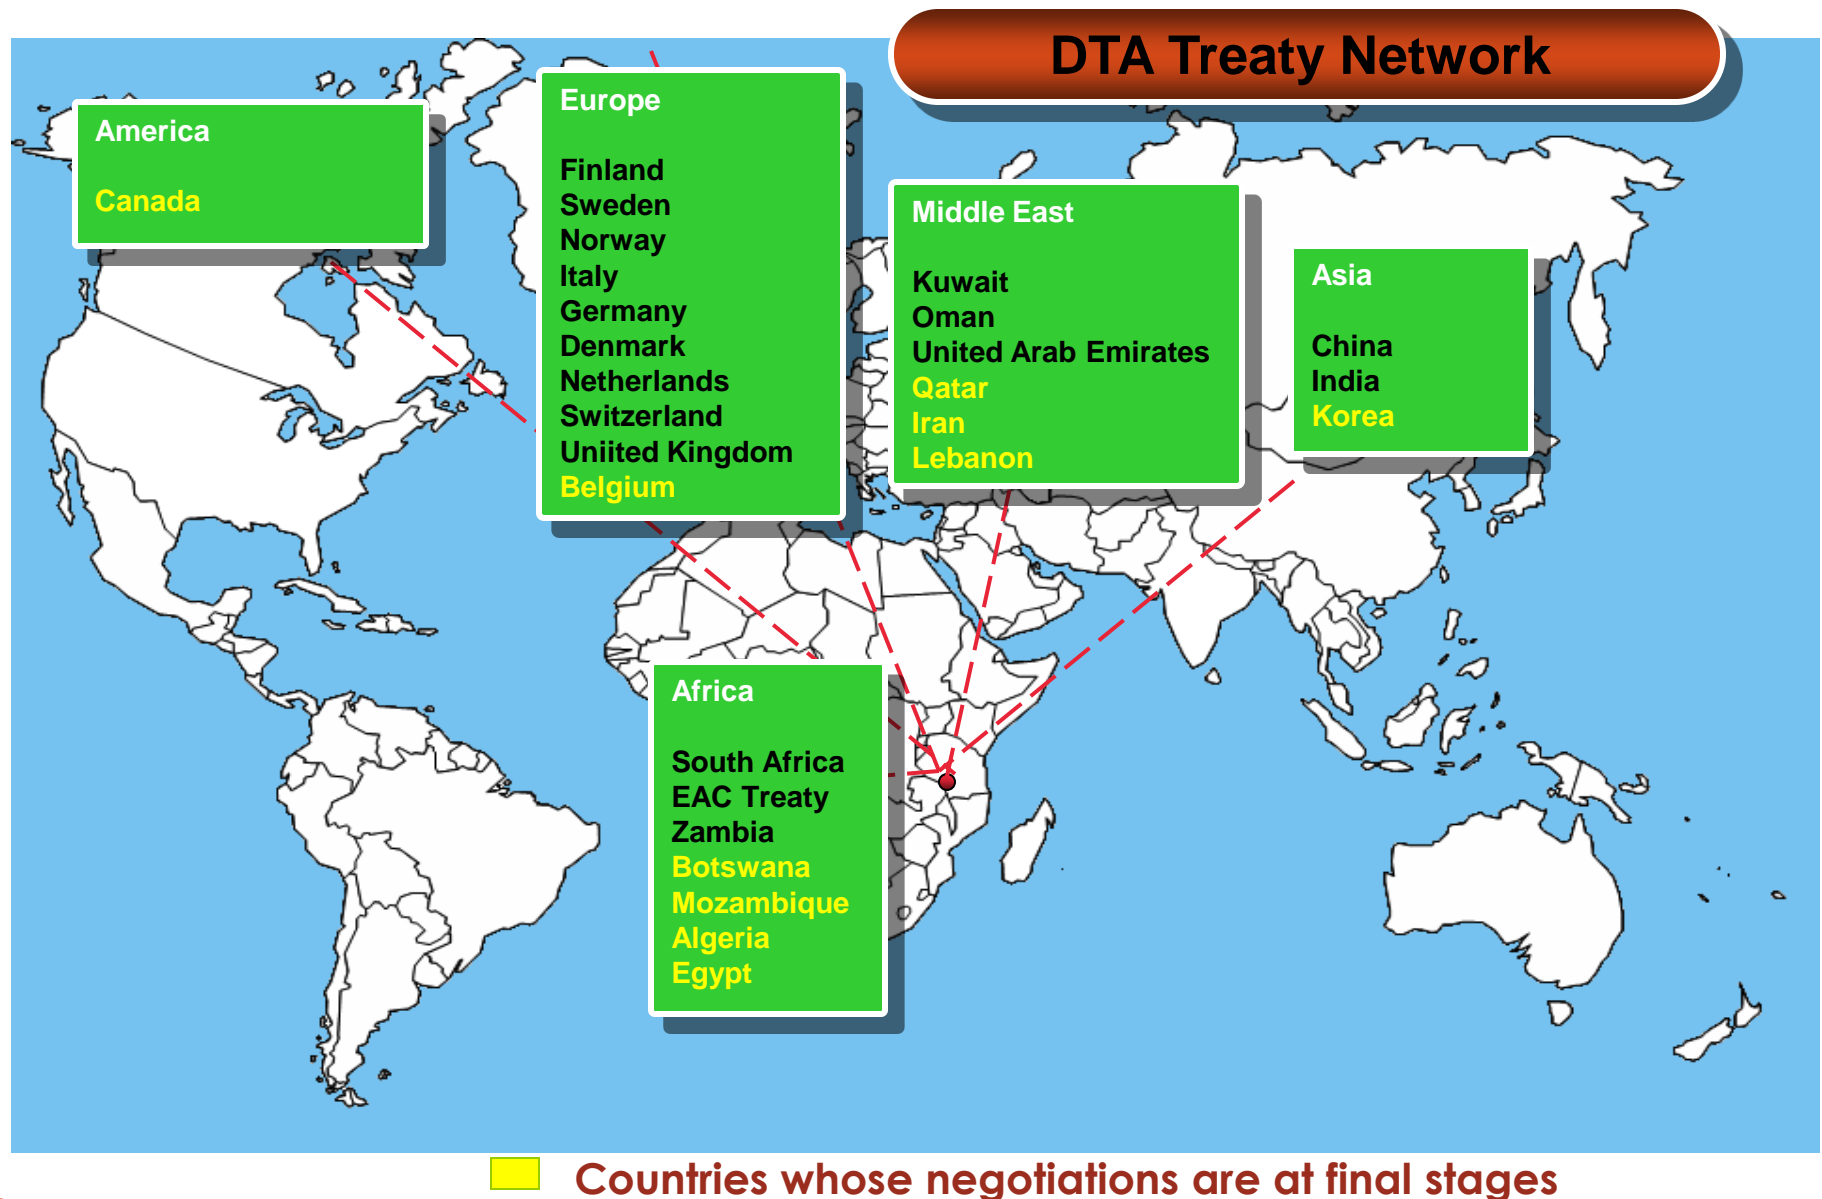 DTA Treaty Network
America
Canada
Europe
Finland
Sweden
Norway
Italy
Germany
Denmark
Netherlands
Switzerland
Uniited Kingdom
Belgium
Middle East
Kuwait
Oman
United Arab Emirates
Qatar
Iran
Lebanon
Asia
China
India
Korea
Africa
South Africa
EAC Treaty
Zambia
Botswana
Mozambique
Algeria
Egypt
Countries whose negotiations are at final stages